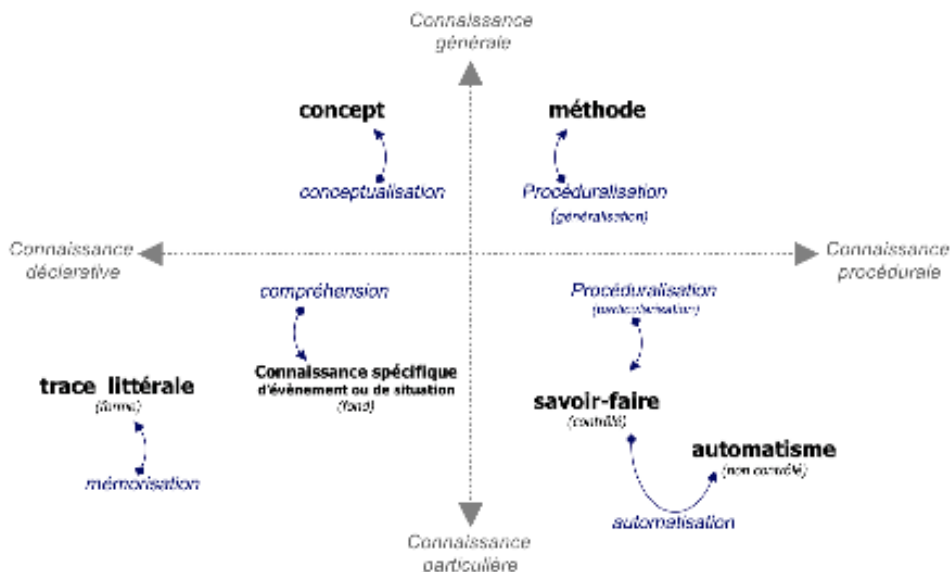 Connaissance
générale
concept
méthode
conceptualisation
Procéduralisation
(généralisation)
Connaissance
déclarative
Connaissance
procédurale
compréhension
Procéduralisation
(particularisation)
Connaissance spécifique
d'évènement ou de situation
(fond)
trace littérale
(forme)
savoir-faire
(contrôlé)
automatisme
(non contrôlé)
mémorisation
automatisation
Connaissance
particulière